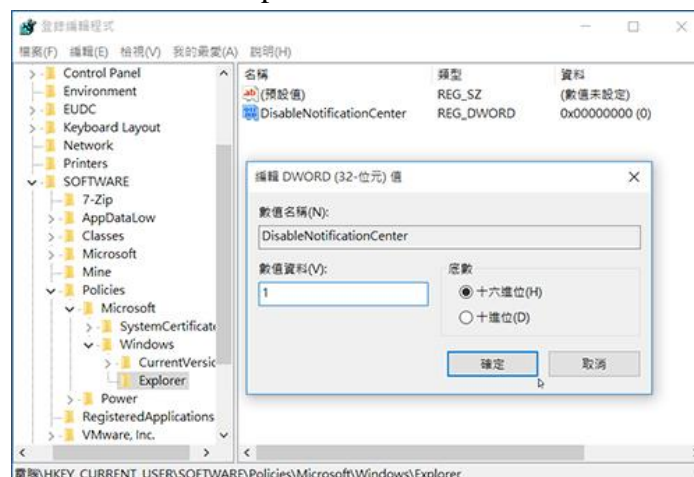 登錄編輯程式
檔案(F) 編輯(E) 檢視(V) 我的最愛(A) 說明(H)
Control Panel
Environment
EUDC
Keyboard Layout
Network
Printers
SOFTWARE
7-Zip
AppDataLow
Classes
Microsoft
Mine
Policies
Microsoft
SystemCertificat
Windows
CurrentVersic
Explorer
Power
RegisteredApplications
VMware, Inc.
名稱 類型 資料
(預設值) REG_SZ (數值未設定)
DisableNotificationCenter REG_DWORD 0x00000000 (0)
編輯 DWORD (32-位元) 值
數值名稱(N):
DisableNotificationCenter
數值資料(V):
1
底數
十六進位(H)
十進位(D)
確定 取消
電腦\HKEY_CURRENT_USER\SOFTWARE\Policies\Microsoft\Windows\Explorer